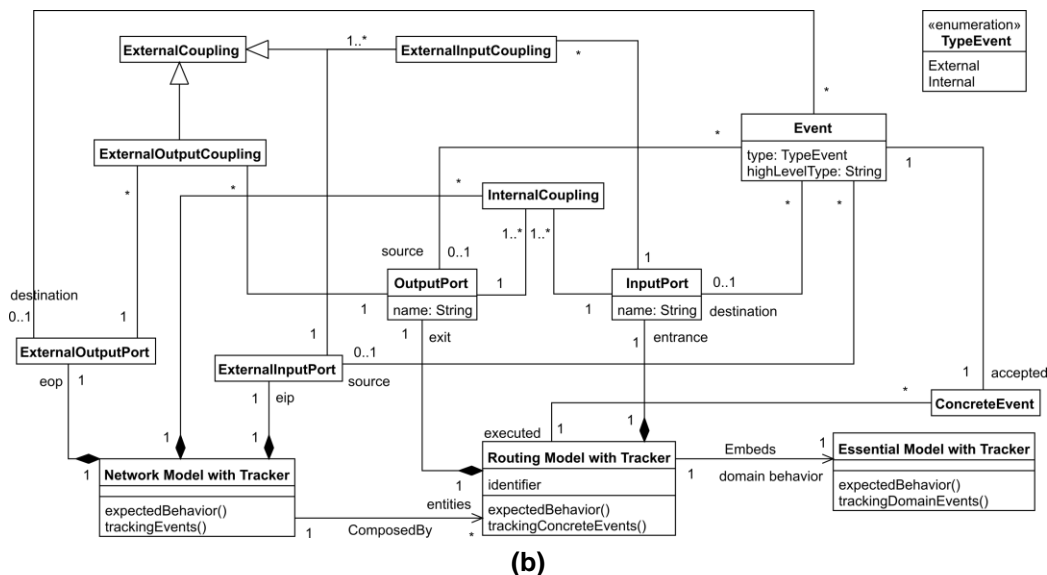 «enumeration»
TypeEvent
External
Internal
ExternalCoupling
1..*
ExternalInputCoupling
*
*
Event
type: TypeEvent
highLevelType: String
*
1
ExternalOutputCoupling
*
*
*
InternalCoupling
*
*
1..*
1..*
source
0..1
1
OutputPort
name: String
1
1
1
exit
InputPort
name: String
0..1
destination
1
1
entrance
destination
0..1
1
ExternalOutputPort
eop
1
1
ExternalInputPort
0..1
source
1
eip
1
accepted
*
ConcreteEvent
executed
1
1
1
1
1
1
Network Model with Tracker
expectedBehavior()
trackingEvents()
entities
1
ComposedBy
*
Routing Model with Tracker
identifier
expectedBehavior()
trackingConcreteEvents()
Embeds
1
1
domain behavior
Essential Model with Tracker
expectedBehavior()
trackingDomainEvents()
(b)